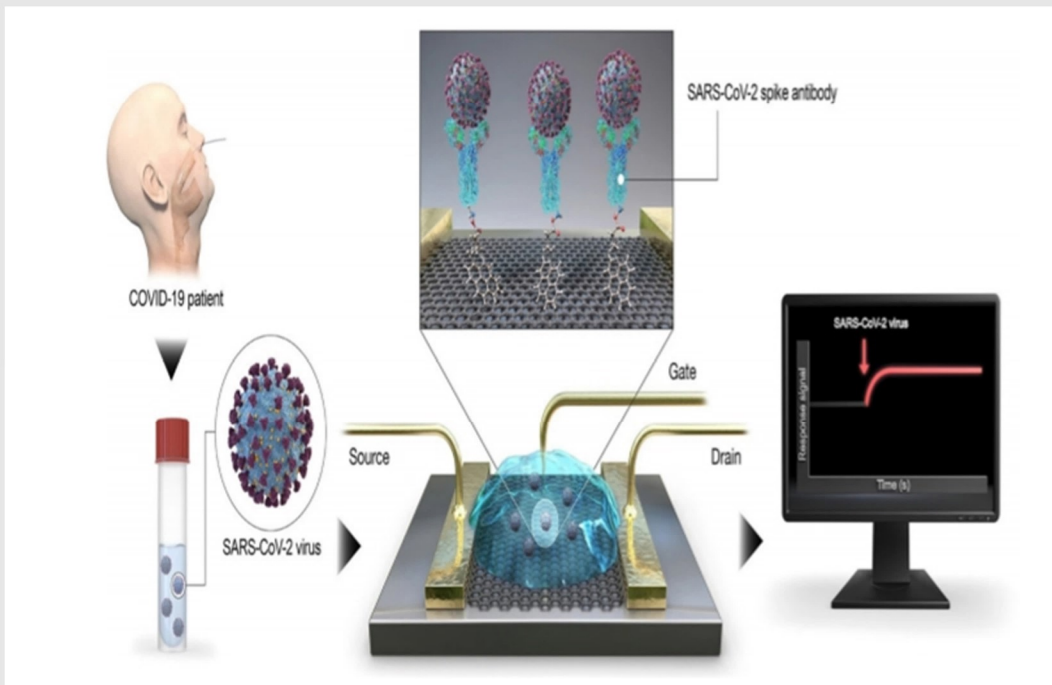 SARS-CoV-2 spike antibody
COVID-19 patient
SARS-CoV-2 virus
Source
Gate
Drain
SARS-CoV-2 virus
Response signal
Time (s)